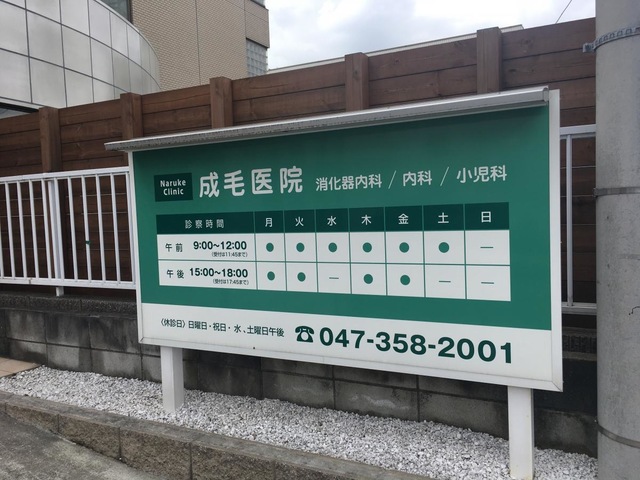 Naruke Clinic 成毛医院 消化器内科 / 内科 / 小児科
診察時間 月 火 水 木 金 土 日
午前 9:00〜12:00 (受付は11:45まで) ● ● ● ● ● ● —
午後 15:00〜18:00 (受付は17:45まで) ● ● — ● ● — —
〈休診日〉日曜日・祝日・水、土曜日午後 ☎047-358-2001